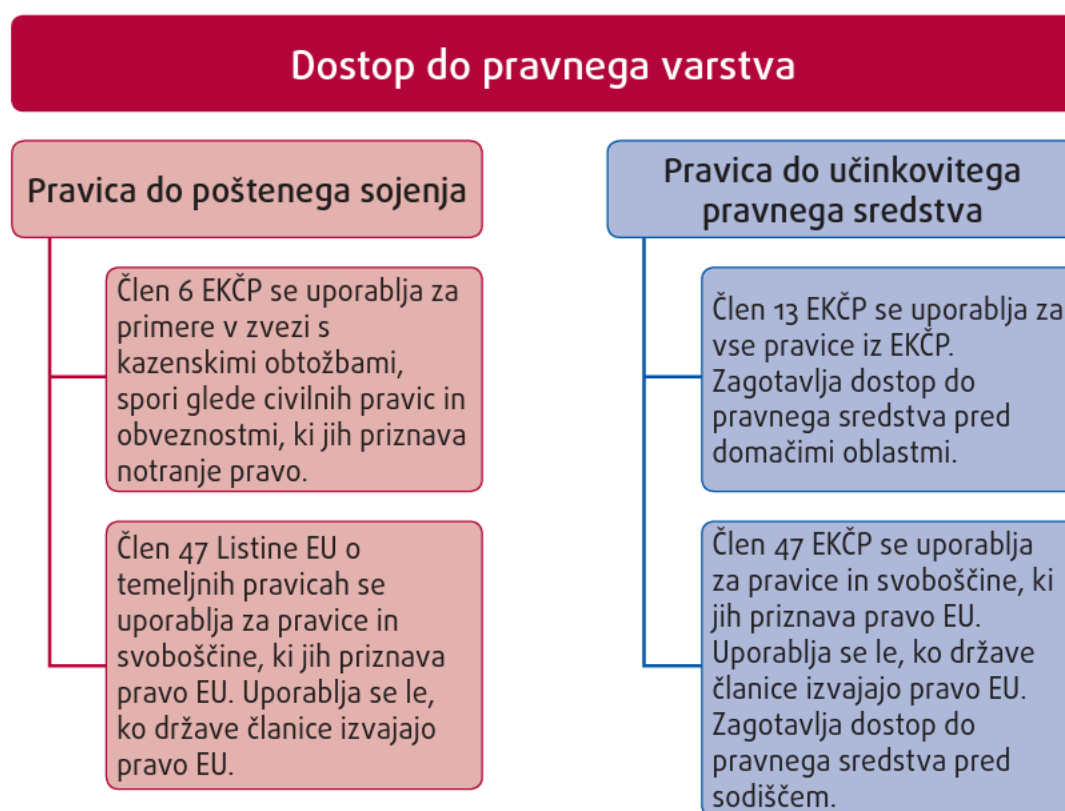 Dostop do pravnega varstva
Pravica do poštenega sojenja
Člen 6 EKČP se uporablja za
primere v zvezi s
kazenskimi obtožbami,
spori glede civilnih pravic in
obveznostmi, ki jih priznava
notranje pravo.
Člen 47 Listine EU o
temeljnih pravicah se
uporablja za pravice in
svoboščine, ki jih priznava
pravo EU. Uporablja se le,
ko države članice izvajajo
pravo EU.
Pravica do učinkovitega
pravnega sredstva
Člen 13 EKČP se uporablja za
vse pravice iz EKČP.
Zagotavlja dostop do
pravnega sredstva pred
domačimi oblastmi.
Člen 47 EKČP se uporablja
za pravice in svoboščine, ki
jih priznava pravo EU.
Uporablja se le, ko države
članice izvajajo pravo EU.
Zagotavlja dostop do
pravnega sredstva pred
sodiščem.